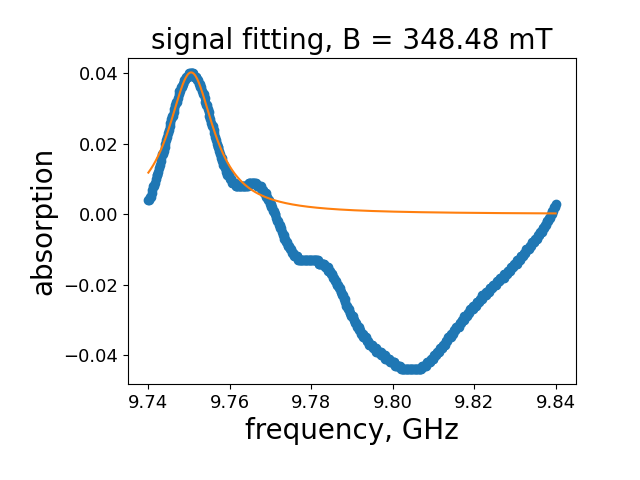 signal fitting, B = 348.48 mT
0.04
0.02
0.00
−0.02
−0.04
absorption
9.74 9.76 9.78 9.80 9.82 9.84
frequency, GHz